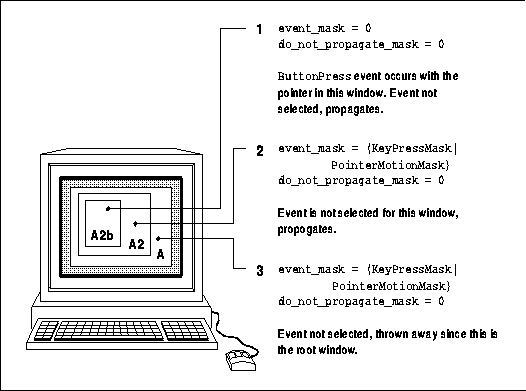 1 event_mask = 0
do_not_propagate_mask = 0
ButtonPress event occurs with the
pointer in this window. Event not
selected, propagates.
2 event_mask = {KeyPressMask|
PointerMotionMask}
do_not_propagate_mask = 0
Event is not selected for this window,
propogates.
3 event_mask = {KeyPressMask|
PointerMotionMask}
do_not_propagate_mask = 0
Event not selected, thrown away since this is
the root window.
A2b
A2
A